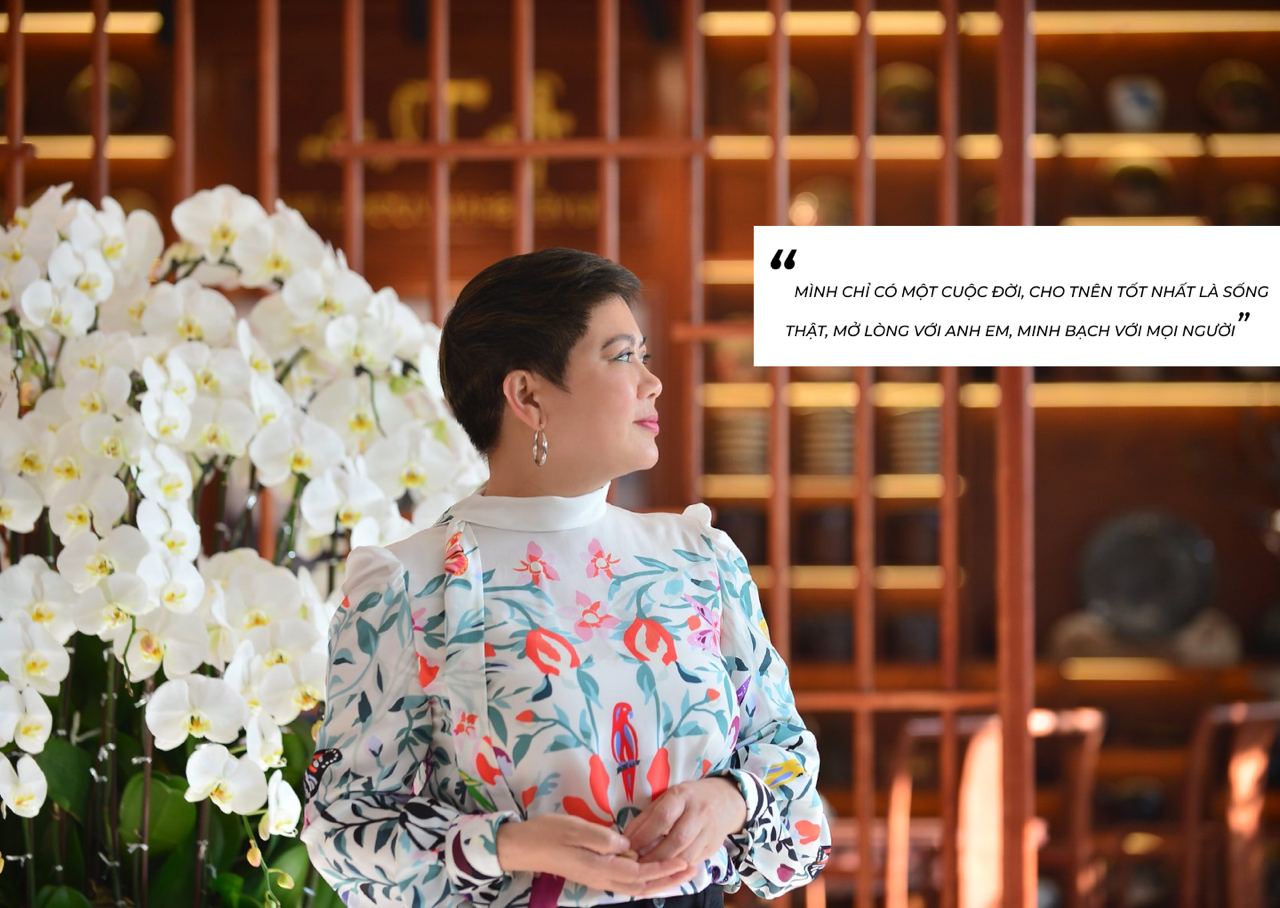 “
MÌNH CHỈ CÓ MỘT CUỘC ĐỜI, CHO TNÊN TỐT NHẤT LÀ SỐNG
THẬT, MỞ LÒNG VỚI ANH EM, MINH BẠCH VỚI MỌI NGƯỜI”